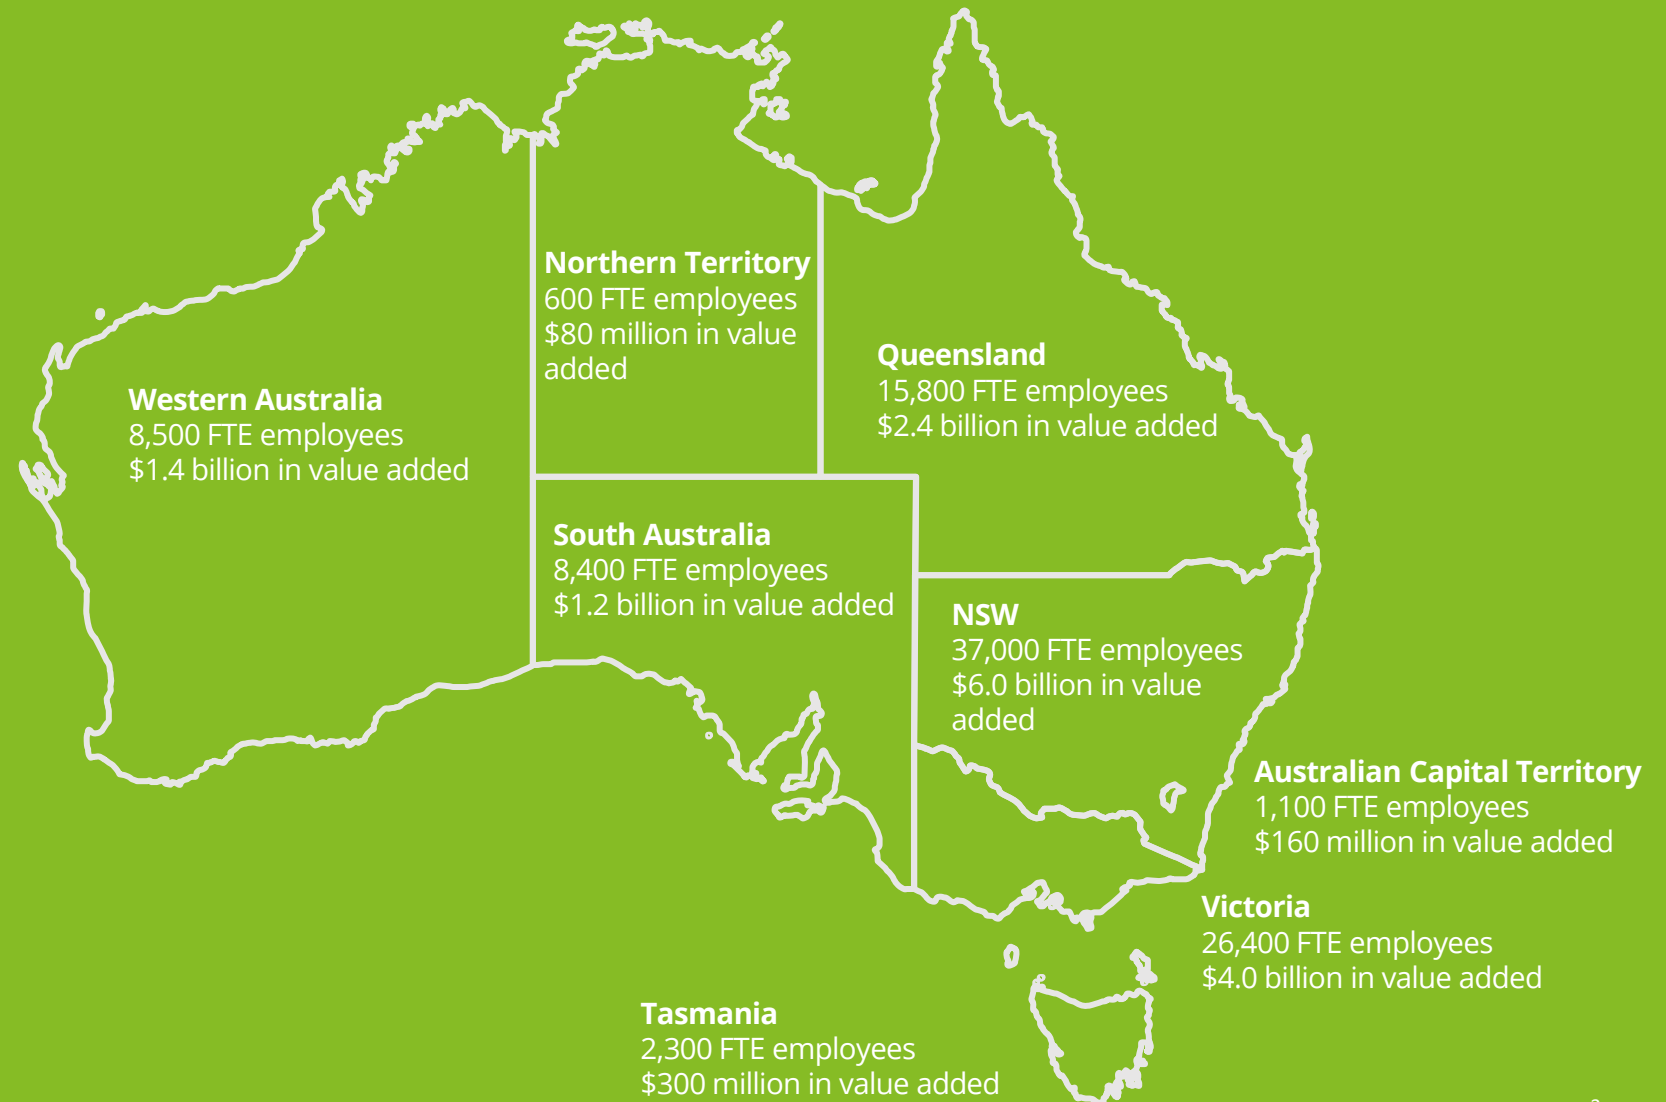 Northern Territory
600 FTE employees
$80 million in value
added
Queensland
15,800 FTE employees
$2.4 billion in value added
Western Australia
8,500 FTE employees
$1.4 billion in value added
South Australia
8,400 FTE employees
$1.2 billion in value added
NSW
37,000 FTE employees
$6.0 billion in value
added
Australian Capital Territory
1,100 FTE employees
$160 million in value added
Victoria
26,400 FTE employees
$4.0 billion in value added
Tasmania
2,300 FTE employees
$300 million in value added